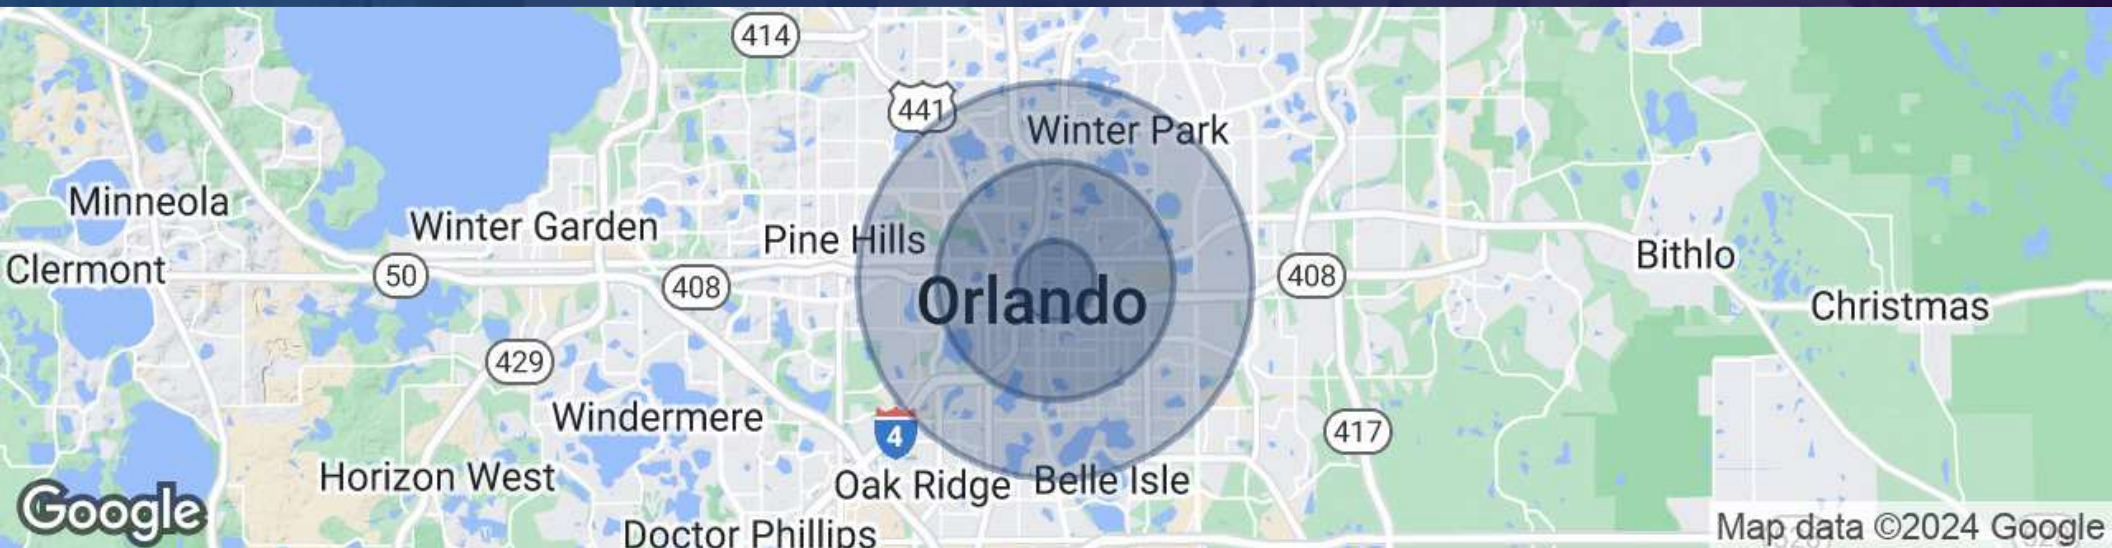 414
441
Winter Park
Minneola
Winter Garden
Pine Hills
Bithlo
Clermont
50
408
Orlando
408
Christmas
429
Windermere
4
417
Horizon West
Oak Ridge
Belle Isle
Google
Doctor Phillips
Map data ©2024 Google